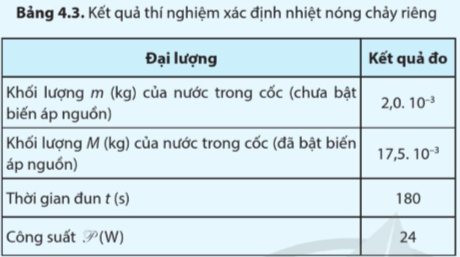 Bảng 4.3. Kết quả thí nghiệm xác định nhiệt nóng chảy riêng
Đại lượng Kết quả đo
Khối lượng m (kg) của nước trong cốc (chưa bật
biến áp nguồn) 2,0. 10⁻³
Khối lượng M (kg) của nước trong cốc (đã bật biến
áp nguồn) 17,5. 10⁻³
Thời gian đun t (s) 180
Công suất 𝒫(W) 24